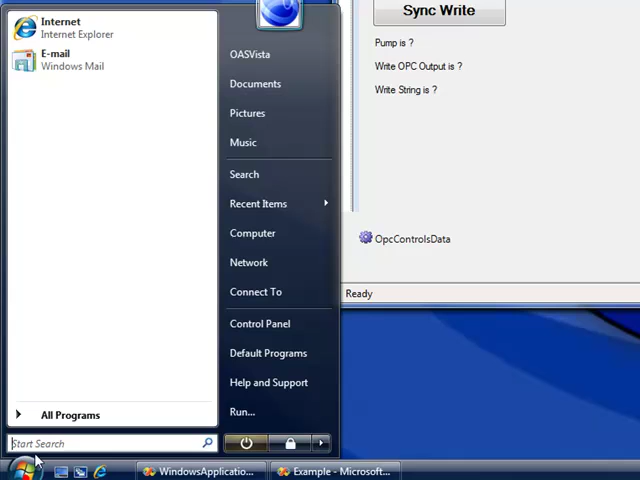 Internet
Internet Explorer
E-mail
Windows Mail
All Programs
Start Search
OASVista
Documents
Pictures
Music
Search
Recent Items
Computer
Network
Connect To
Control Panel
Default Programs
Help and Support
Run...
Sync Write
Pump is ?
Write OPC Output is ?
Write String is ?
OpcControlsData
Ready
WindowsApplicatio...
Example - Microsoft...